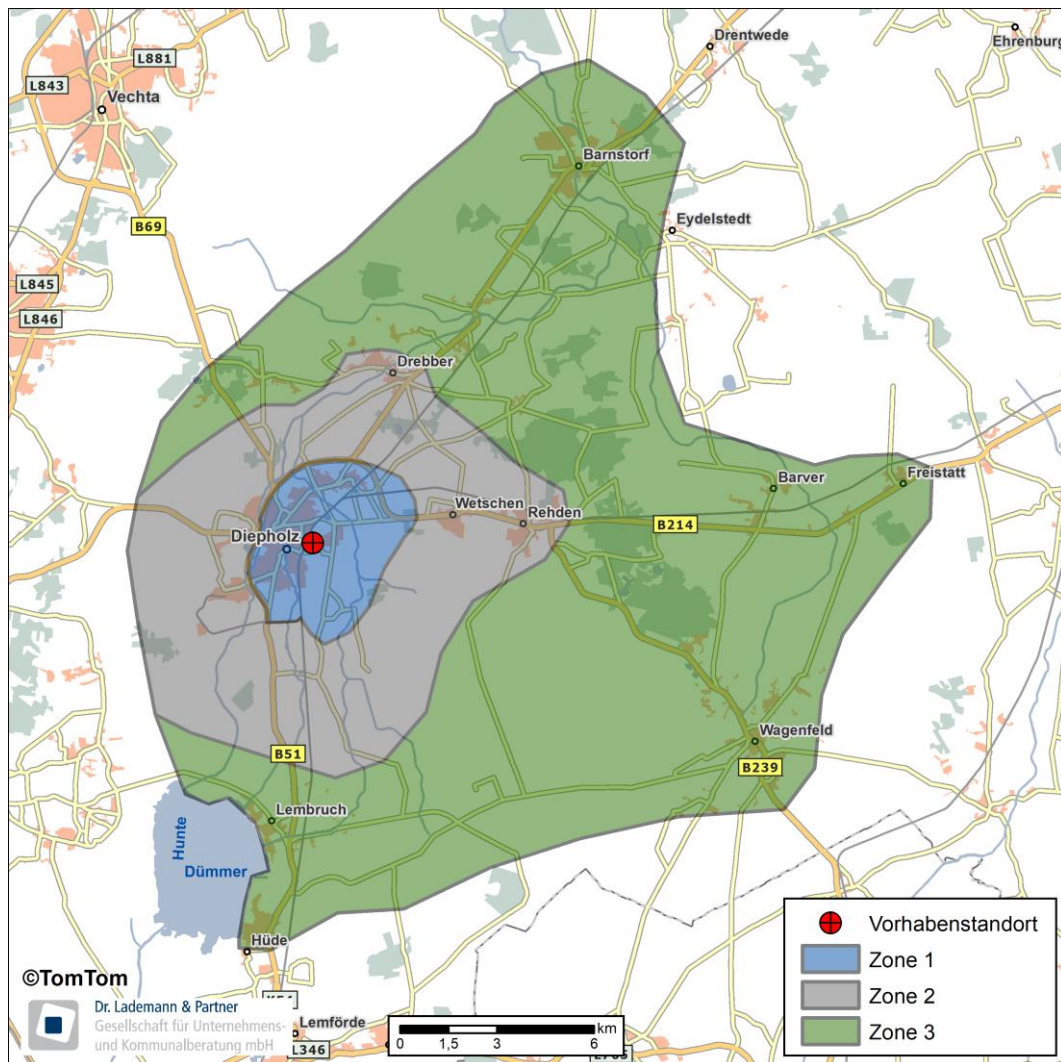 Drentwede
Ehrenburg
L881
L843
Vechta
Barnstorf
B69
Eydelstedt
L845
L846
Drebber
Barver
Freistatt
Wetschen
Rehden
B214
Diepholz
Wagenfeld
B51
B239
Lembruch
Hunte
Dümmer
Hüde
Vorhabenstandort
Zone 1
Zone 2
Zone 3
©TomTom
Dr. Lademann & Partner
Gesellschaft für Unternehmens-
und Kommunalberatung mbH
Lemförde
L346
km
0 1,5 3 6